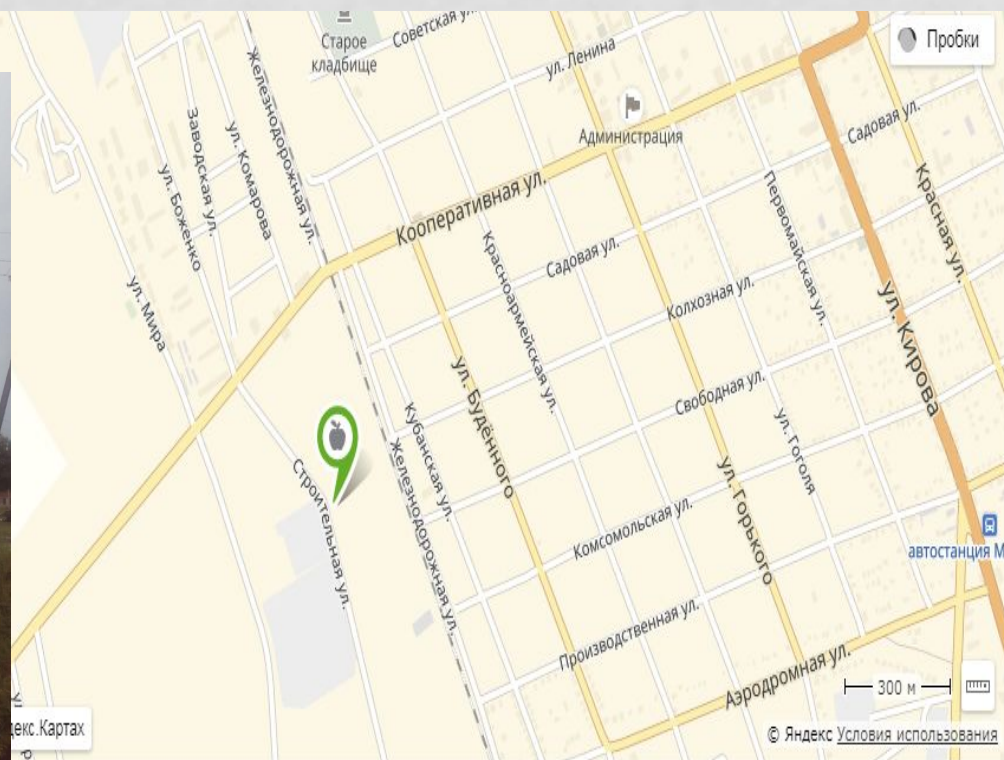 Старое
кладбище
Советская ул.
Пробки
ул. Ленина
Администрация
Железнодорожная ул.
Заводская ул.
ул. Комарова
ул. Боженко
ул. Мира
Кооперативная ул.
Садовая ул.
Красная ул.
Первомайская ул.
Садовая ул.
Красноармейская ул.
Колхозная ул.
ул. Кирова
ул. Будённого
Свободная ул.
Кубанская ул.
ул. Гоголя
Железнодорожная ул.
Строительная ул.
ул. Горького
Комсомольская ул.
автостанция М
Производственная ул.
Аэродромная ул.
300 м
декс.Картах
© Яндекс Условия использования